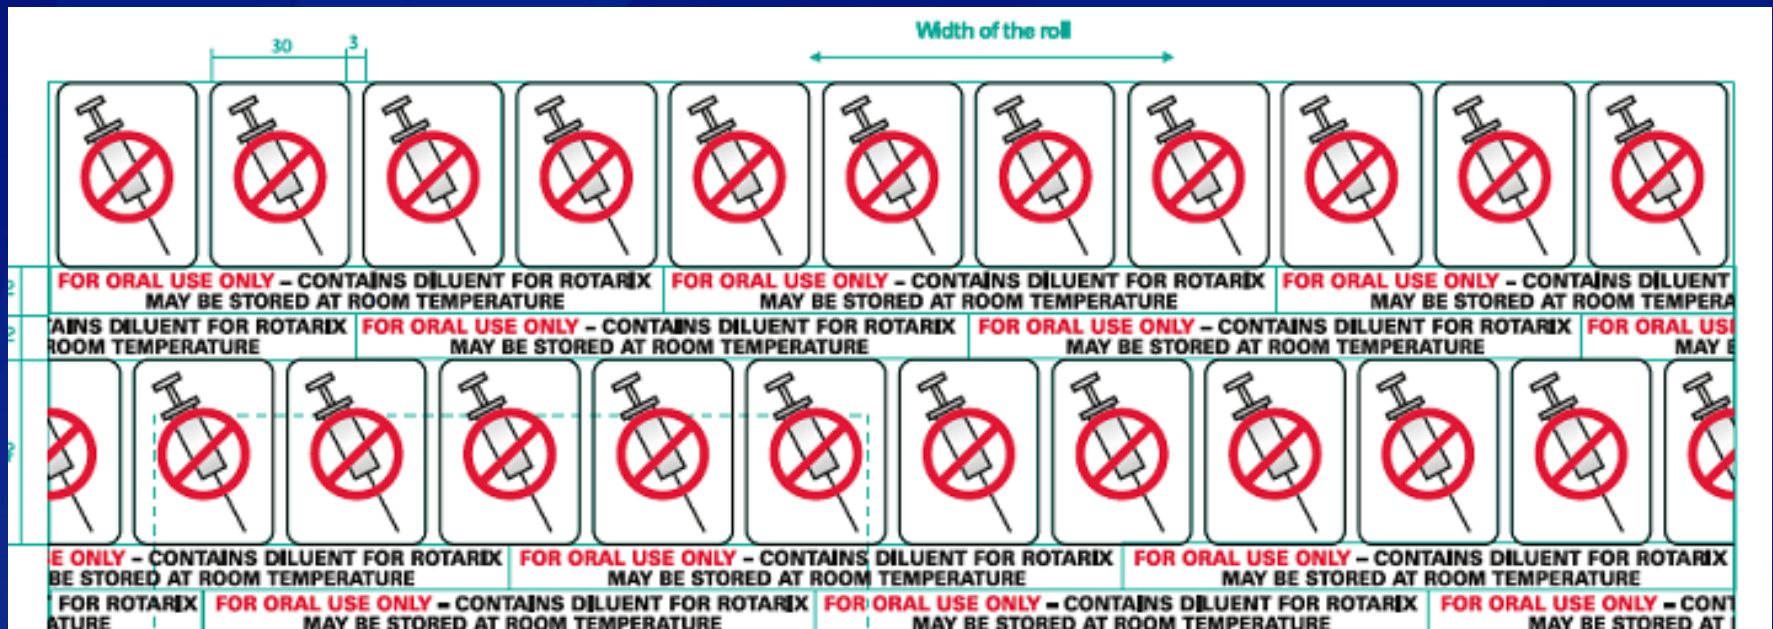 Width of the roll
30 3
FOR ORAL USE ONLY – CONTAINS DILUENT FOR ROTARIX FOR ORAL USE ONLY – CONTAINS DILUENT FOR ROTARIX FOR ORAL USE ONLY – CONTAINS DILUENT
MAY BE STORED AT ROOM TEMPERATURE MAY BE STORED AT ROOM TEMPERATURE MAY BE STORED AT ROOM TEMPERA
TAINS DILUENT FOR ROTARIX FOR ORAL USE ONLY – CONTAINS DILUENT FOR ROTARIX FOR ORAL USE ONLY – CONTAINS DILUENT FOR ROTARIX FOR ORAL USE
ROOM TEMPERATURE MAY BE STORED AT ROOM TEMPERATURE MAY BE STORED AT ROOM TEMPERATURE MAY B
40
E ONLY – CONTAINS DILUENT FOR ROTARIX FOR ORAL USE ONLY – CONTAINS DILUENT FOR ROTARIX FOR ORAL USE ONLY – CONTAINS DILUENT FOR ROTARIX
BE STORED AT ROOM TEMPERATURE MAY BE STORED AT ROOM TEMPERATURE MAY BE STORED AT ROOM TEMPERATURE
FOR ROTARIX FOR ORAL USE ONLY – CONTAINS DILUENT FOR ROTARIX FOR ORAL USE ONLY – CONTAINS DILUENT FOR ROTARIX FOR ORAL USE ONLY – CONT
ATURE MAY BE STORED AT ROOM TEMPERATURE MAY BE STORED AT ROOM TEMPERATURE MAY BE STORED AT